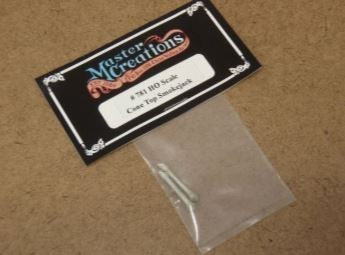 Master
Creations
# 781 HO Scale
Cone Top Smokejack